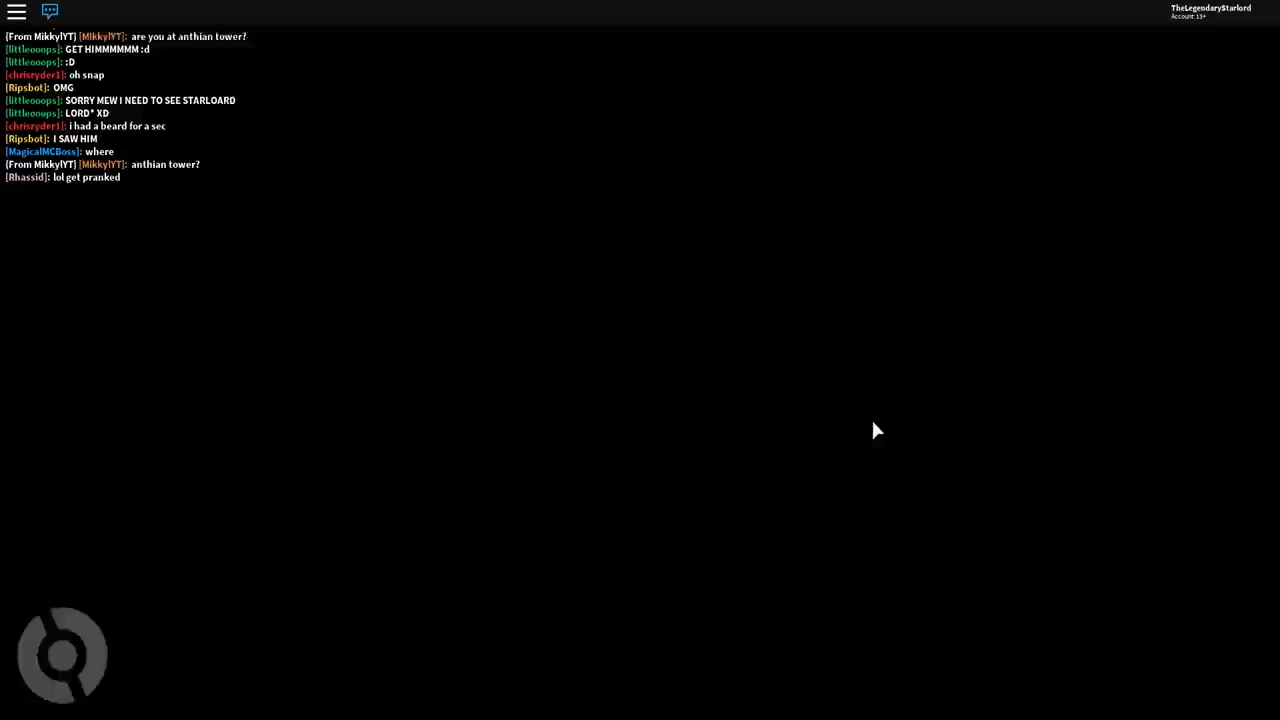 TheLegendaryStarlord
Account: 13+
{From MikkylYT} [MikkylYT]: are you at anthian tower?
[littleooops]: GET HIMMMMMM :d
[littleooops]: :D
[chrisryder1]: oh snap
[Ripsbot]: OMG
[littleooops]: SORRY MEW I NEED TO SEE STARLOARD
[littleooops]: LORD* XD
[chrisryder1]: i had a beard for a sec
[Ripsbot]: I SAW HIM
[MagicalMCBoss]: where
{From MikkylYT} [MikkylYT]: anthian tower?
[Rhassid]: lol get pranked